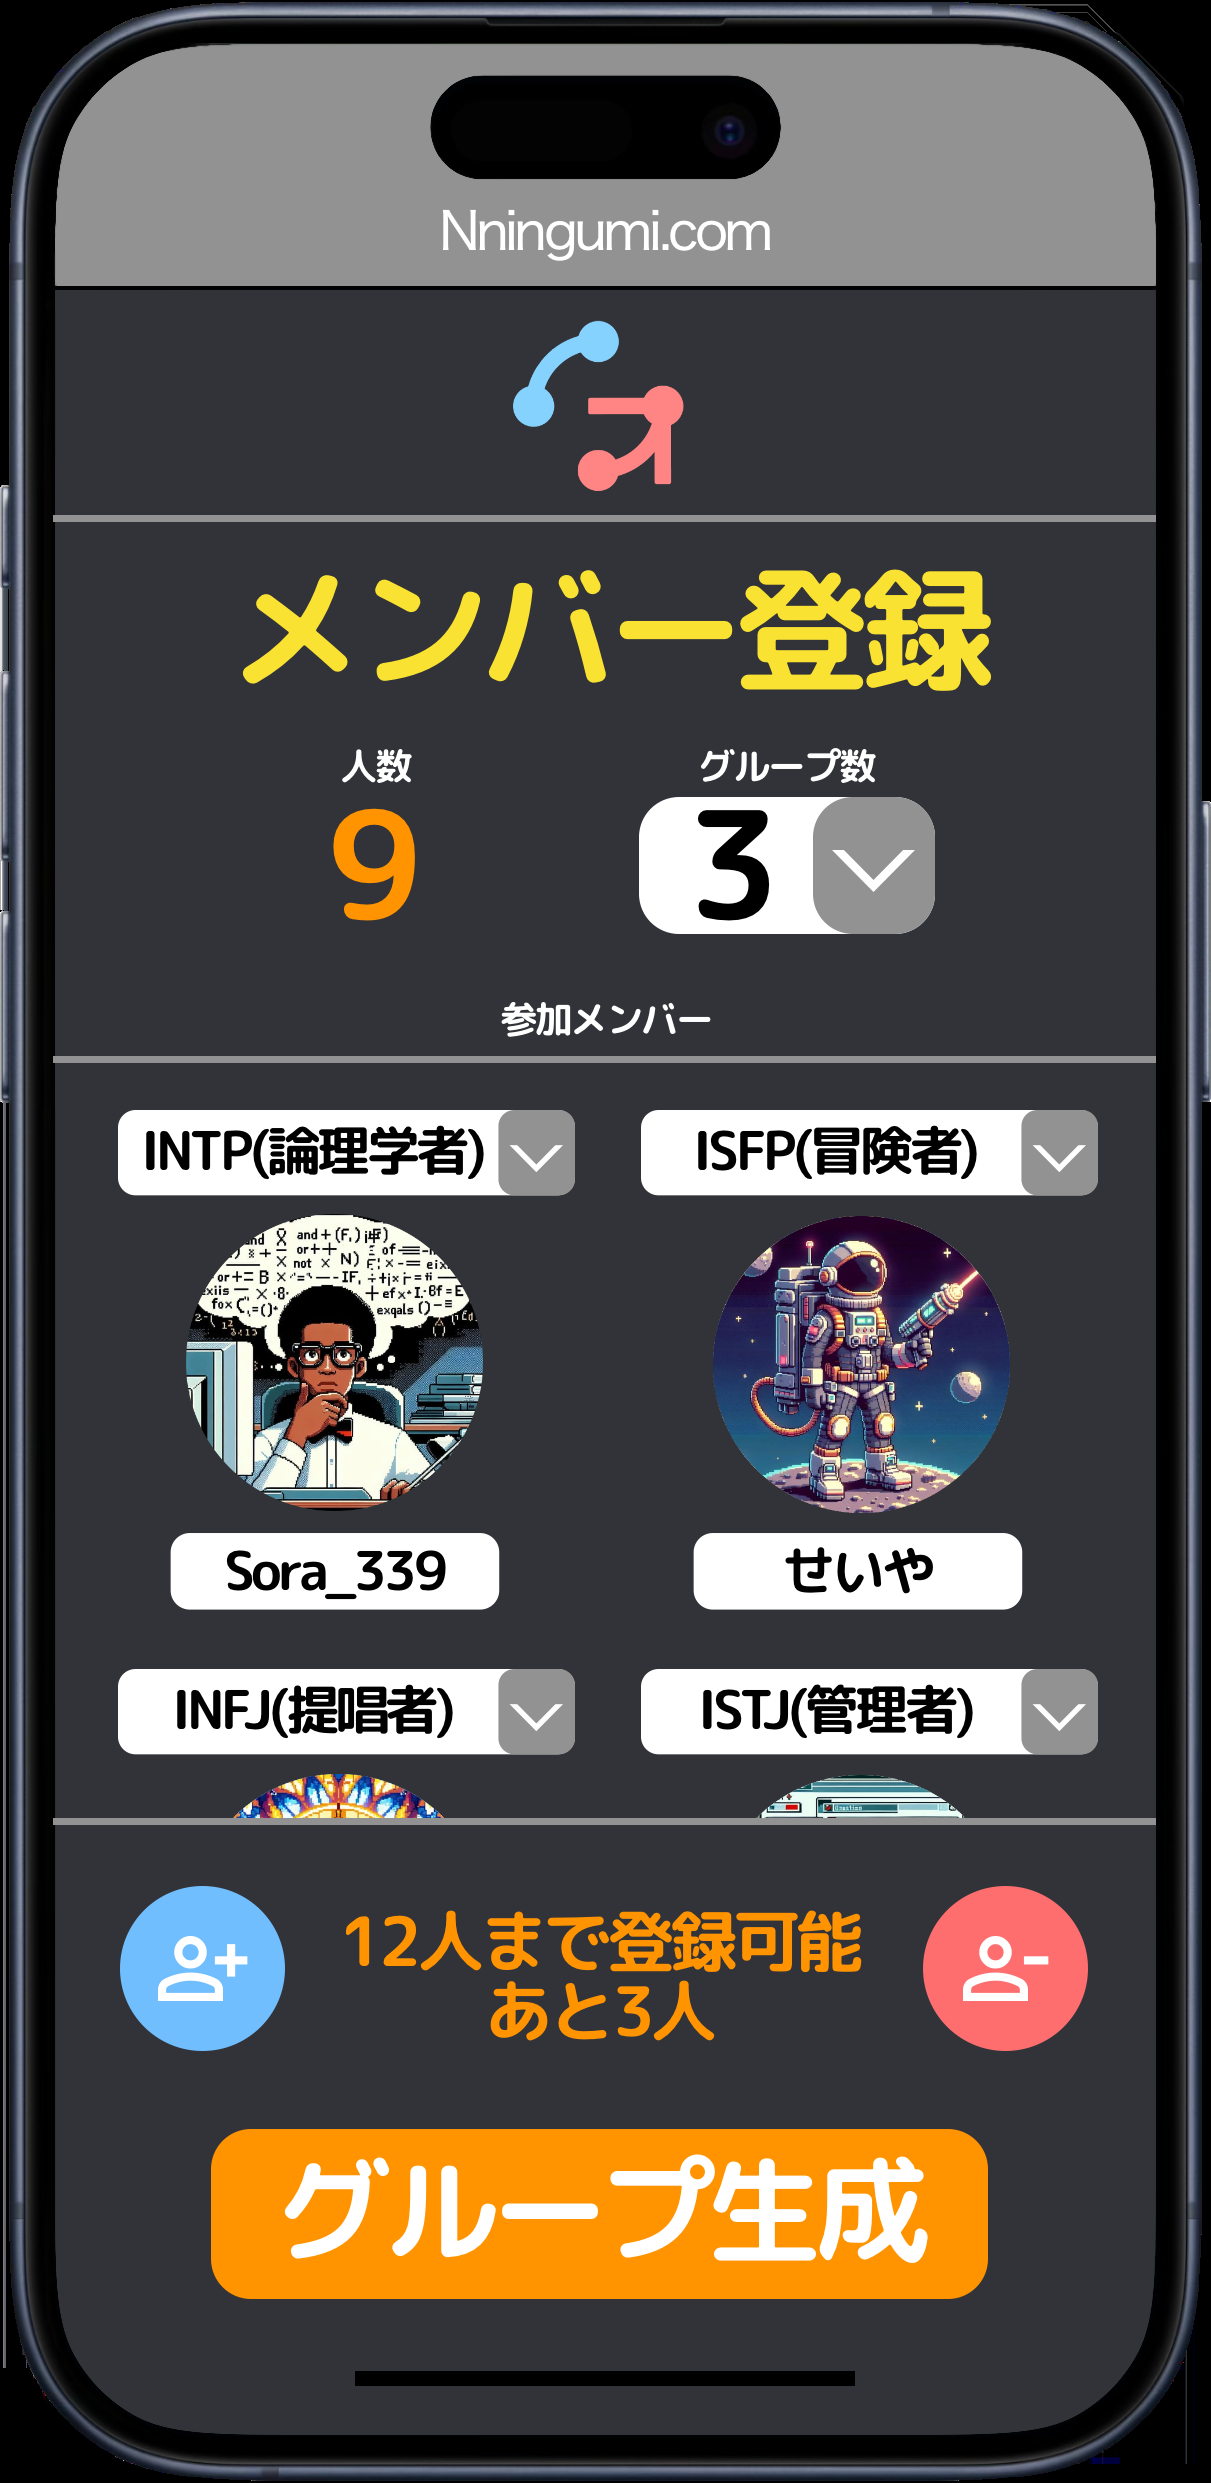 Nningumi.com
メンバー登録
人数
グループ数
9
3
参加メンバー
INTP(論理学者)
ISFP(冒険者)
Sora_339
せいや
INFJ(提唱者)
ISTJ(管理者)
12人まで登録可能
あと3人
グループ生成